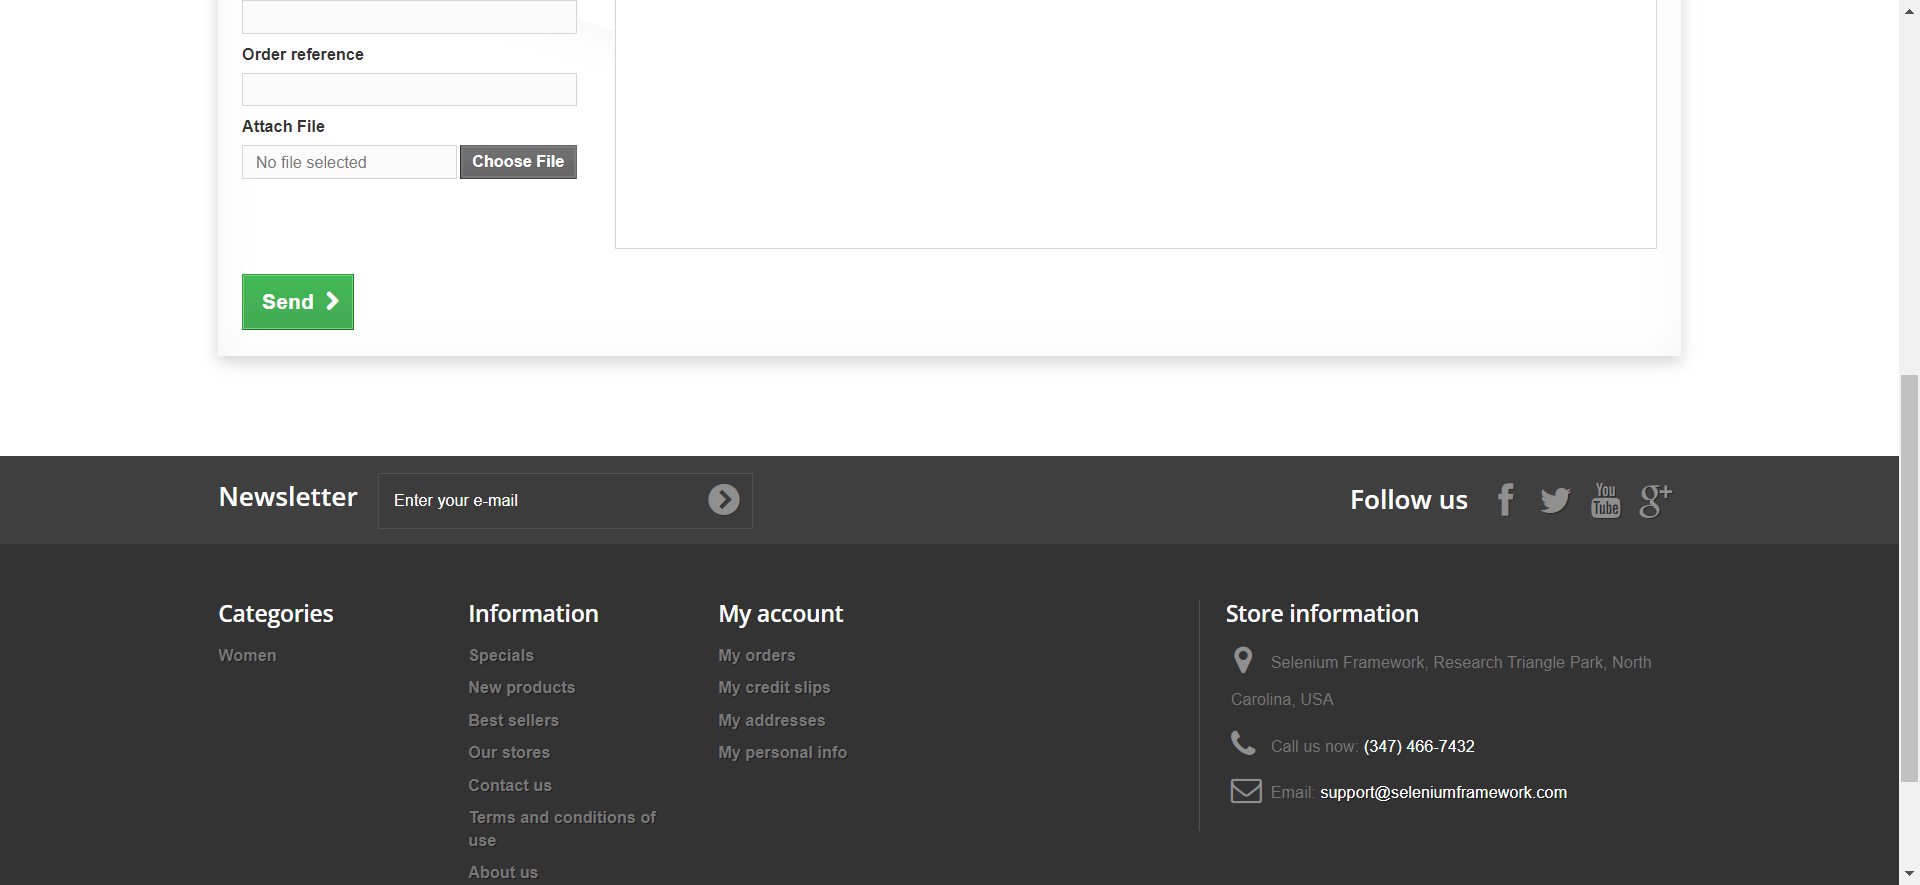 Order reference
Attach File
No file selected
Choose File
Send
Newsletter
Enter your e-mail
Follow us
You
Tube
g+
Categories
Women
Information
Specials
New products
Best sellers
Our stores
Contact us
Terms and conditions of
use
About us
My account
My orders
My credit slips
My addresses
My personal info
Store information
Selenium Framework, Research Triangle Park, North
Carolina, USA
Call us now: (347) 466-7432
Email: support@seleniumframework.com